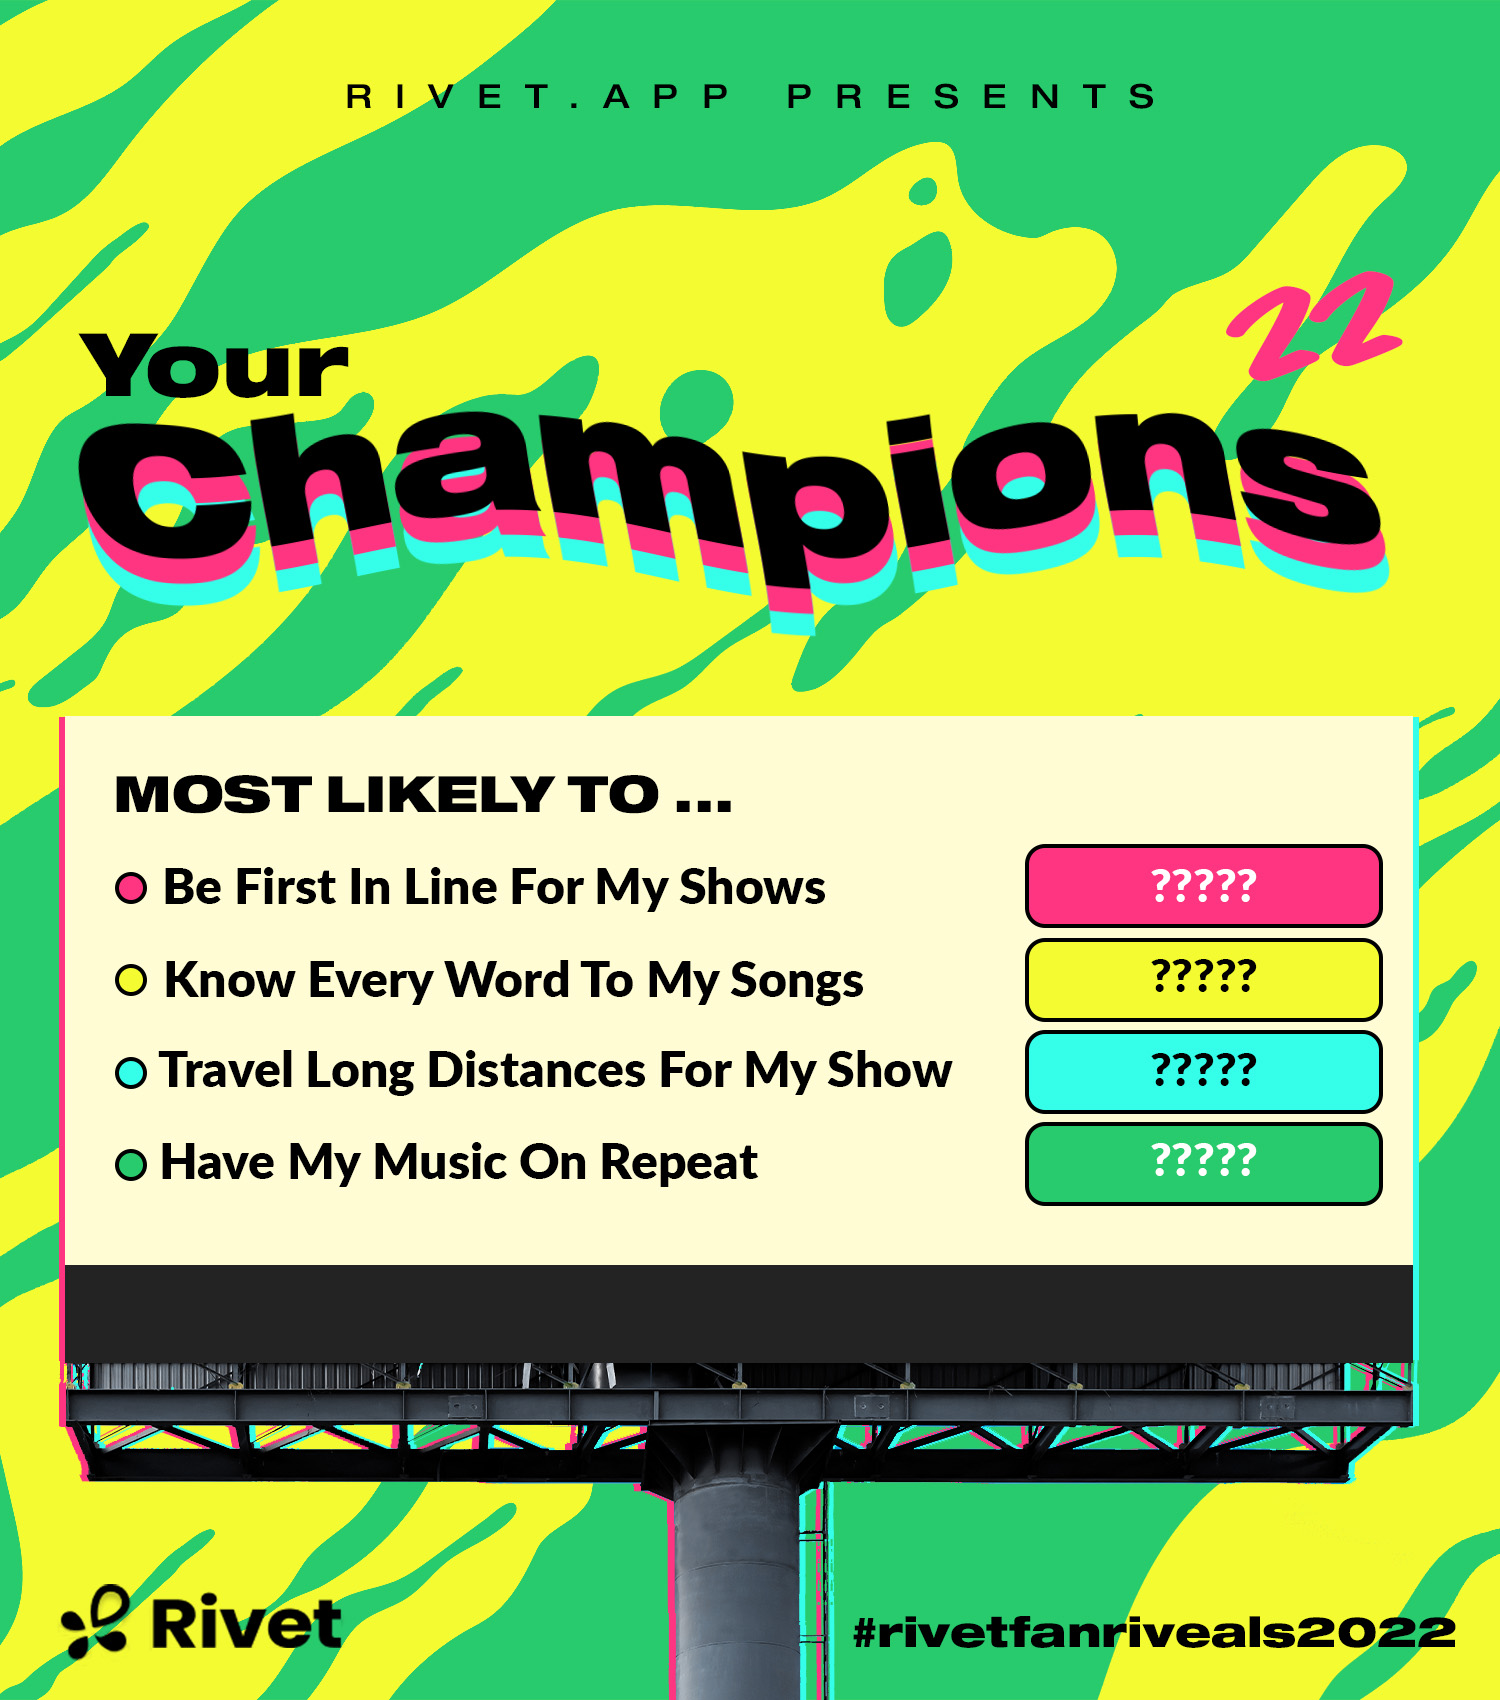 RIVET.APP PRESENTS
22
Your
Champions
MOST LIKELY TO ...
Be First In Line For My Shows
?????
Know Every Word To My Songs
?????
Travel Long Distances For My Show
?????
Have My Music On Repeat
?????
Rivet
#rivetfanriveals2022